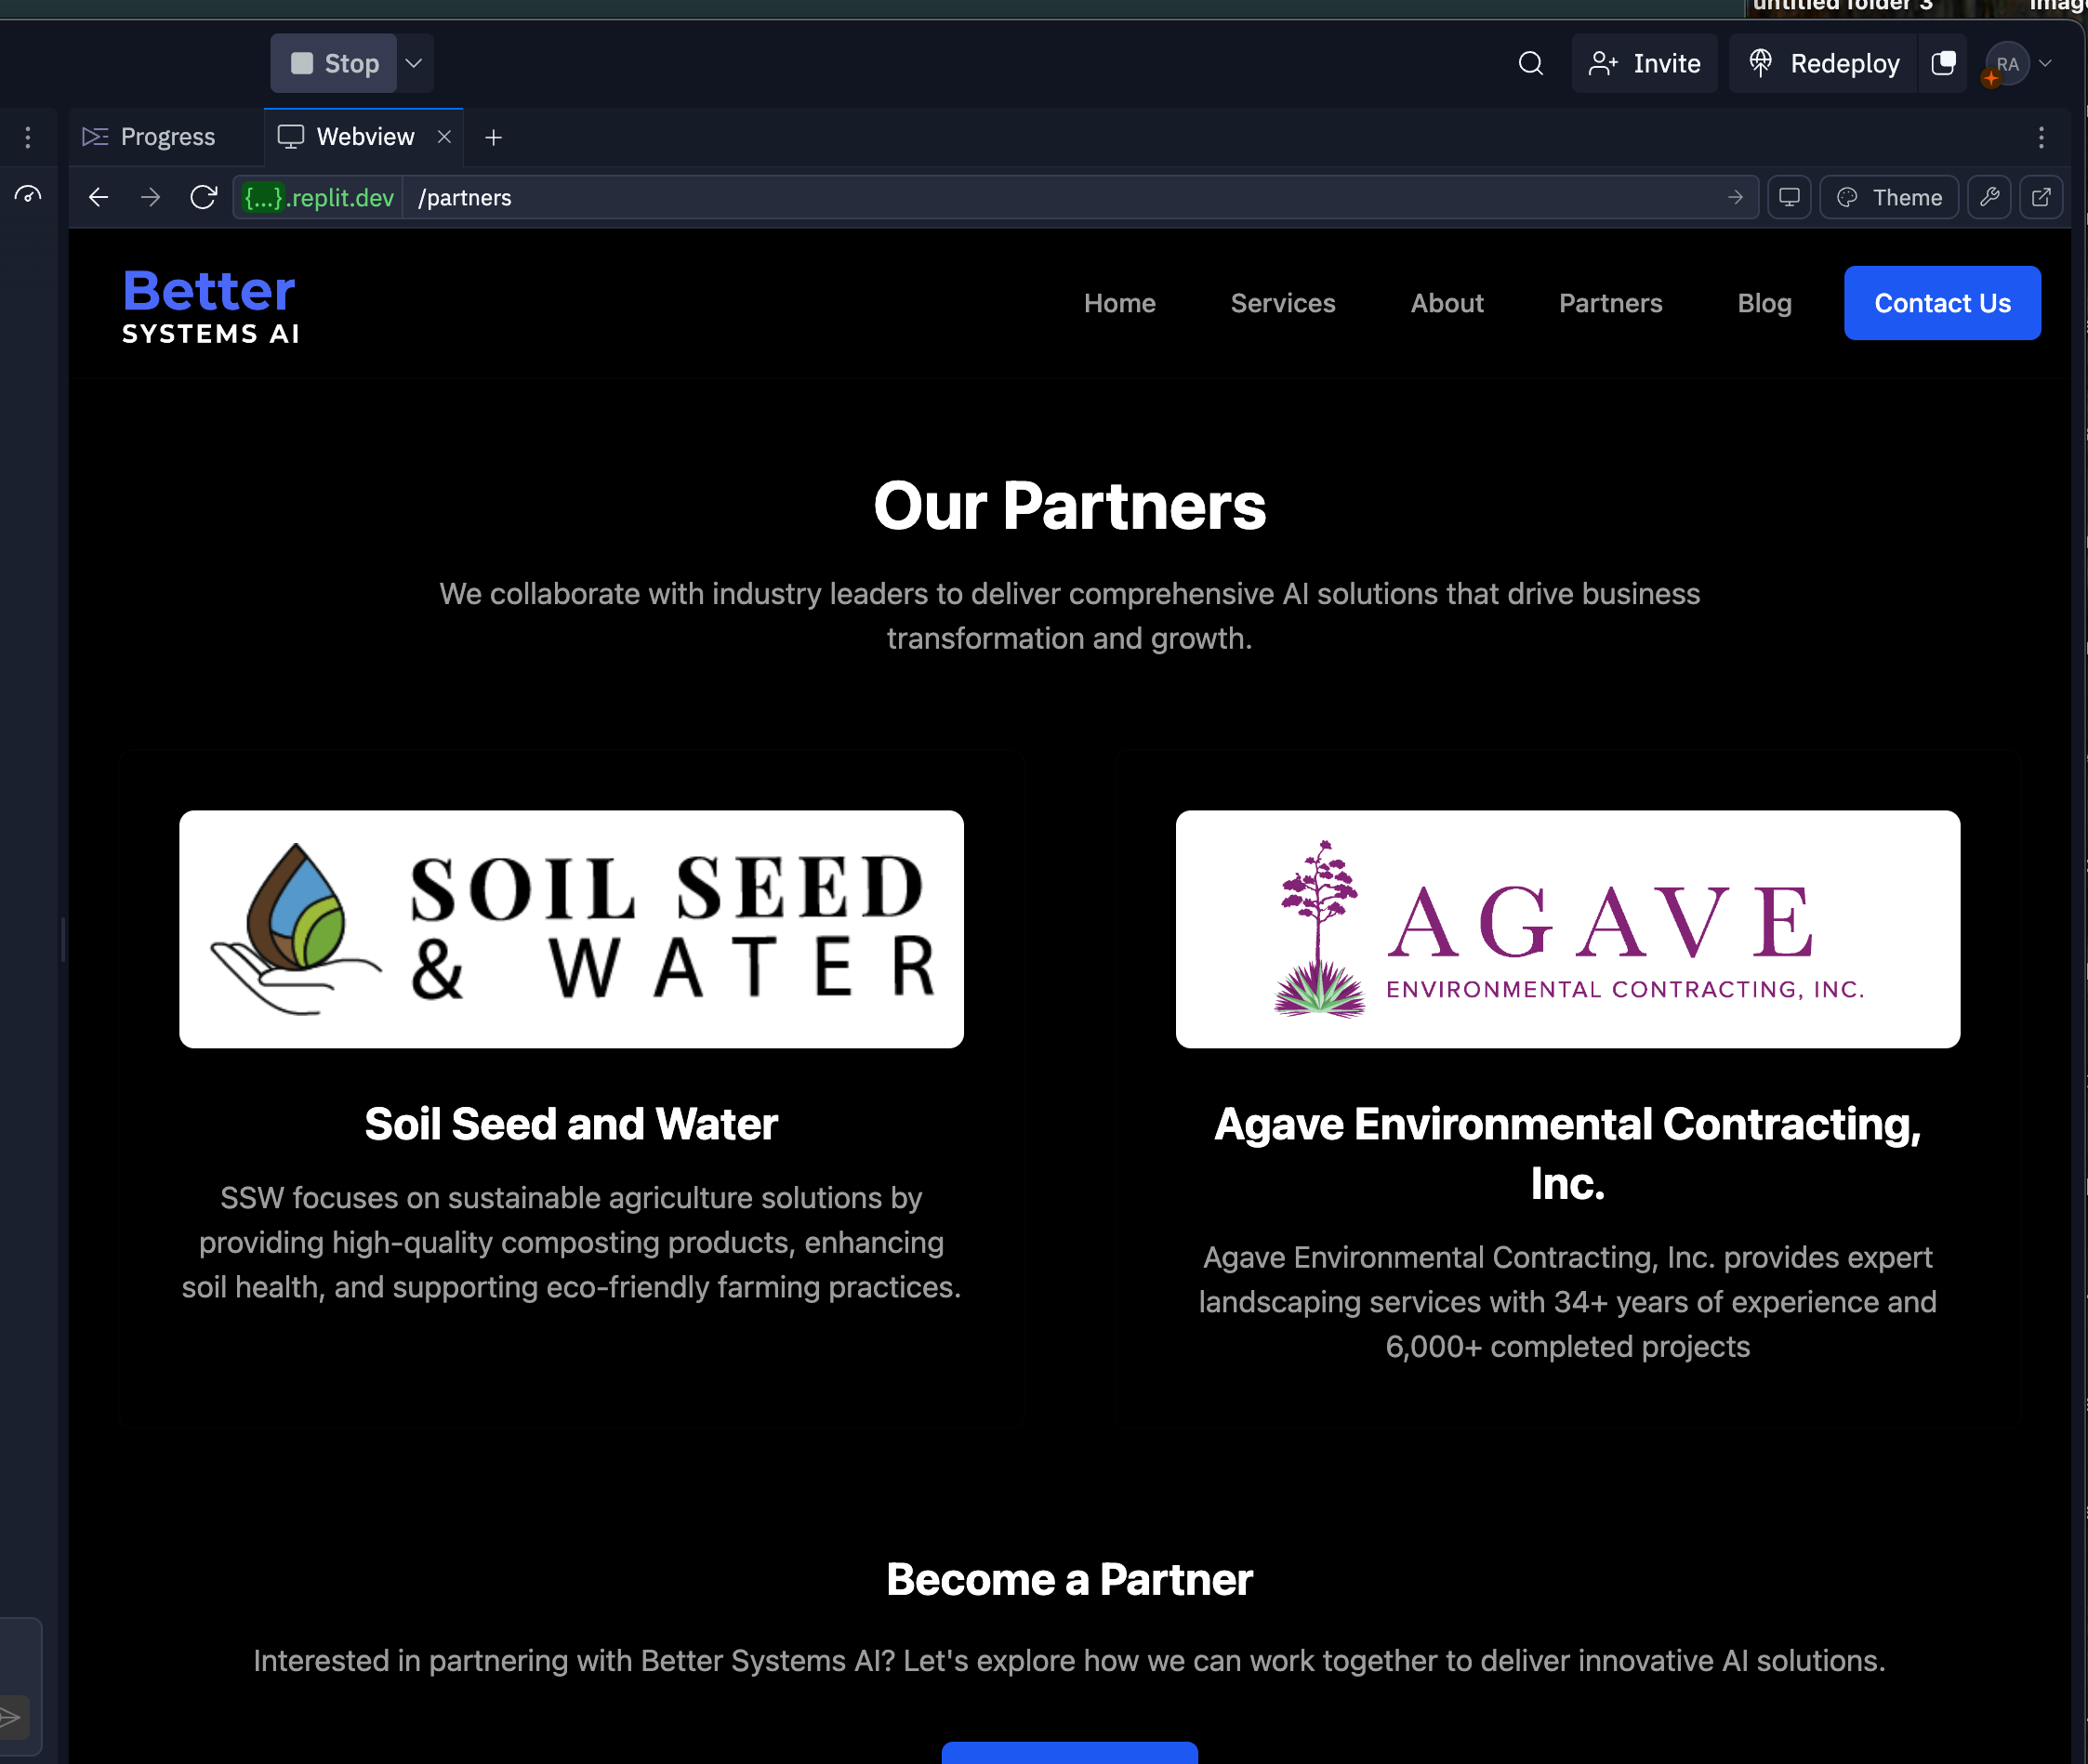 untitled folder 3
Stop
Invite
Redeploy
RA
Progress
Webview
{...}.replit.dev /partners
Theme
Better
SYSTEMS AI
Home
Services
About
Partners
Blog
Contact Us
Our Partners
We collaborate with industry leaders to deliver comprehensive AI solutions that drive business
transformation and growth.
SOIL SEED
& WATER
AGAVE
ENVIRONMENTAL CONTRACTING, INC.
Soil Seed and Water
SSW focuses on sustainable agriculture solutions by
providing high-quality composting products, enhancing
soil health, and supporting eco-friendly farming practices.
Agave Environmental Contracting,
Inc.
Agave Environmental Contracting, Inc. provides expert
landscaping services with 34+ years of experience and
6,000+ completed projects
Become a Partner
Interested in partnering with Better Systems AI? Let's explore how we can work together to deliver innovative AI solutions.